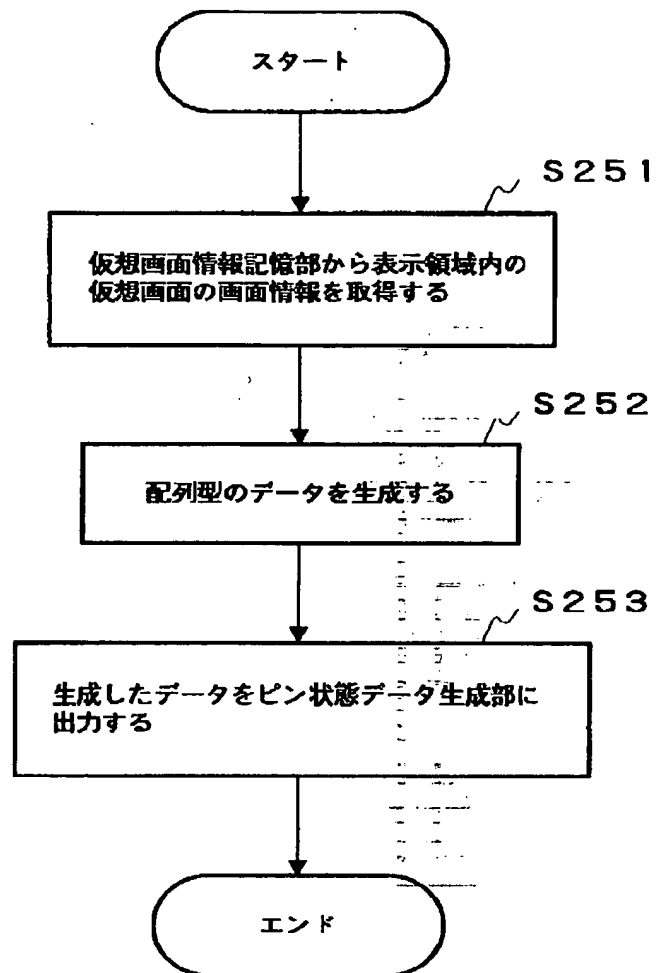 スタート
S251
仮想画面情報記憶部から表示領域内の
仮想画面の画面情報を取得する
S252
配列型のデータを生成する
S253
生成したデータをピン状態データ生成部に
出力する
エンド